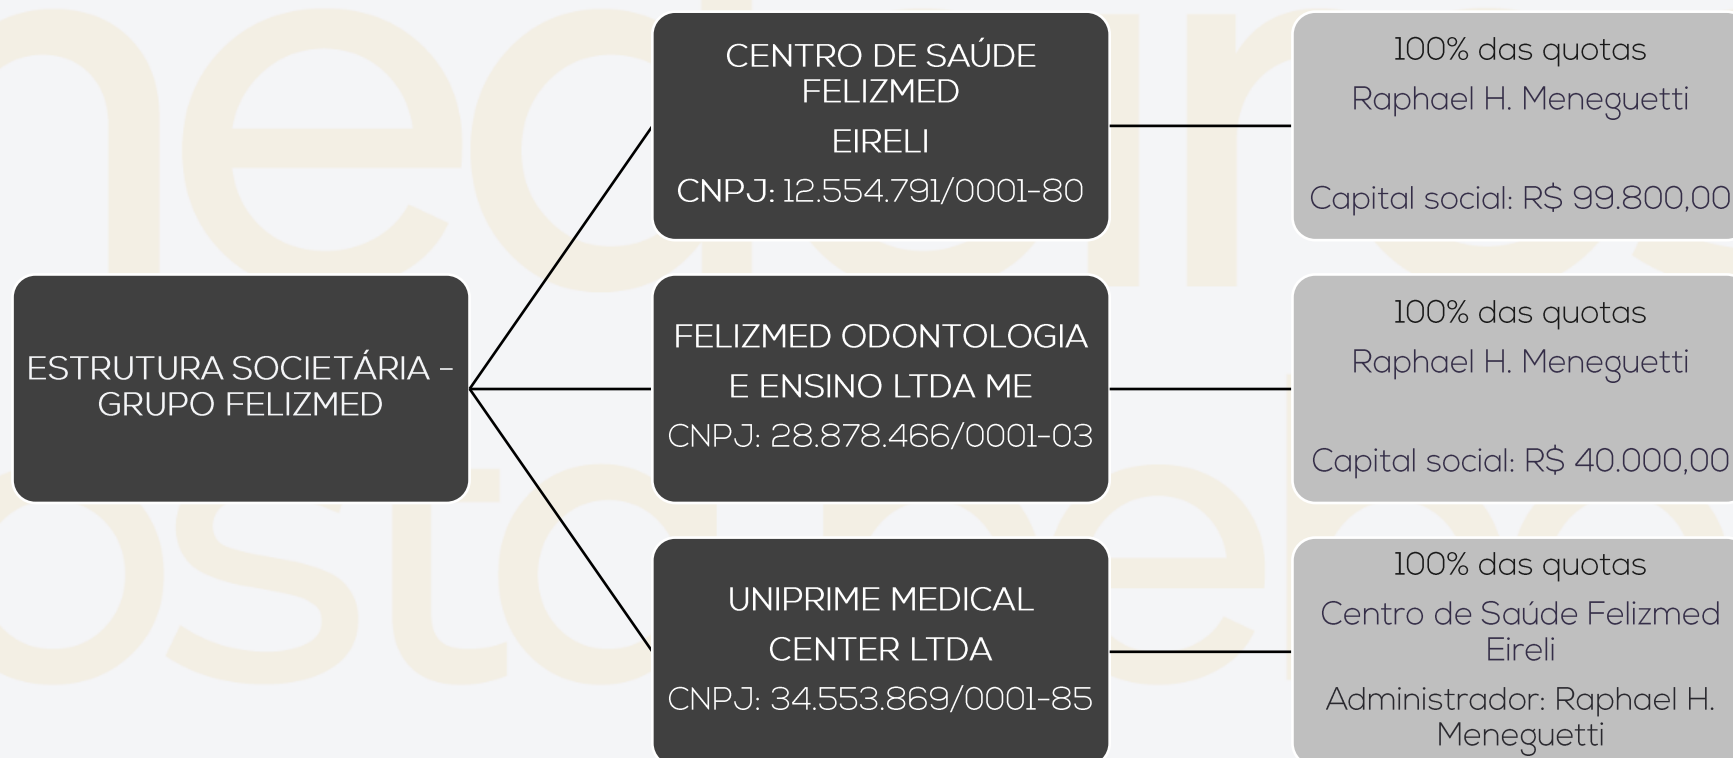 ESTRUTURA SOCIETÁRIA -
GRUPO FELIZMED
CENTRO DE SAÚDE
FELIZMED
EIRELI
CNPJ: 12.554.791/0001-80
100% das quotas
Raphael H. Meneguetti
Capital social: R$ 99.800,00
FELIZMED ODONTOLOGIA
E ENSINO LTDA ME
CNPJ: 28.878.466/0001-03
100% das quotas
Raphael H. Meneguetti
Capital social: R$ 40.000,00
UNIPRIME MEDICAL
CENTER LTDA
CNPJ: 34.553.869/0001-85
100% das quotas
Centro de Saúde Felizmed
Eireli
Administrador: Raphael H.
Meneguetti